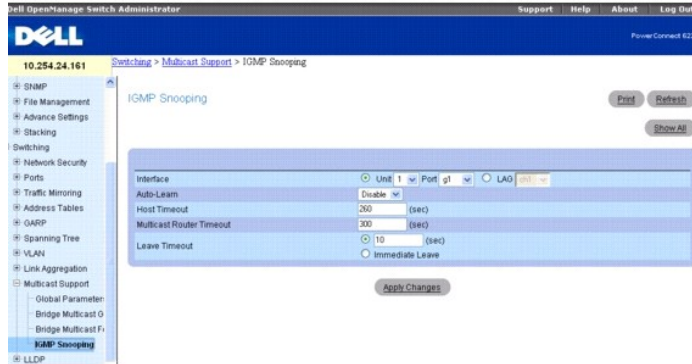 Dell OpenManage Switch Administrator
Support Help About Log Out
DELL
PowerConnect
10.254.24.161
Switching > Multicast Support > IGMP Snooping
SNMP
File Management
Advance Settings
Stacking
Switching
Network Security
Ports
Traffic Mirroring
Address Tables
GARP
Spanning Tree
VLAN
Link Aggregation
Multicast Support
Global Parameter
Bridge Multicast G
Bridge Multicast F
IGMP Snooping
LLDP
IGMP Snooping
Print Refresh
Show All
Interface Unit 1 Port g1 LAG
Auto-Learn Disable
Host Timeout 260 (sec)
Multicast Router Timeout 300 (sec)
Leave Timeout 10 (sec)
Immediate Leave
Apply Changes